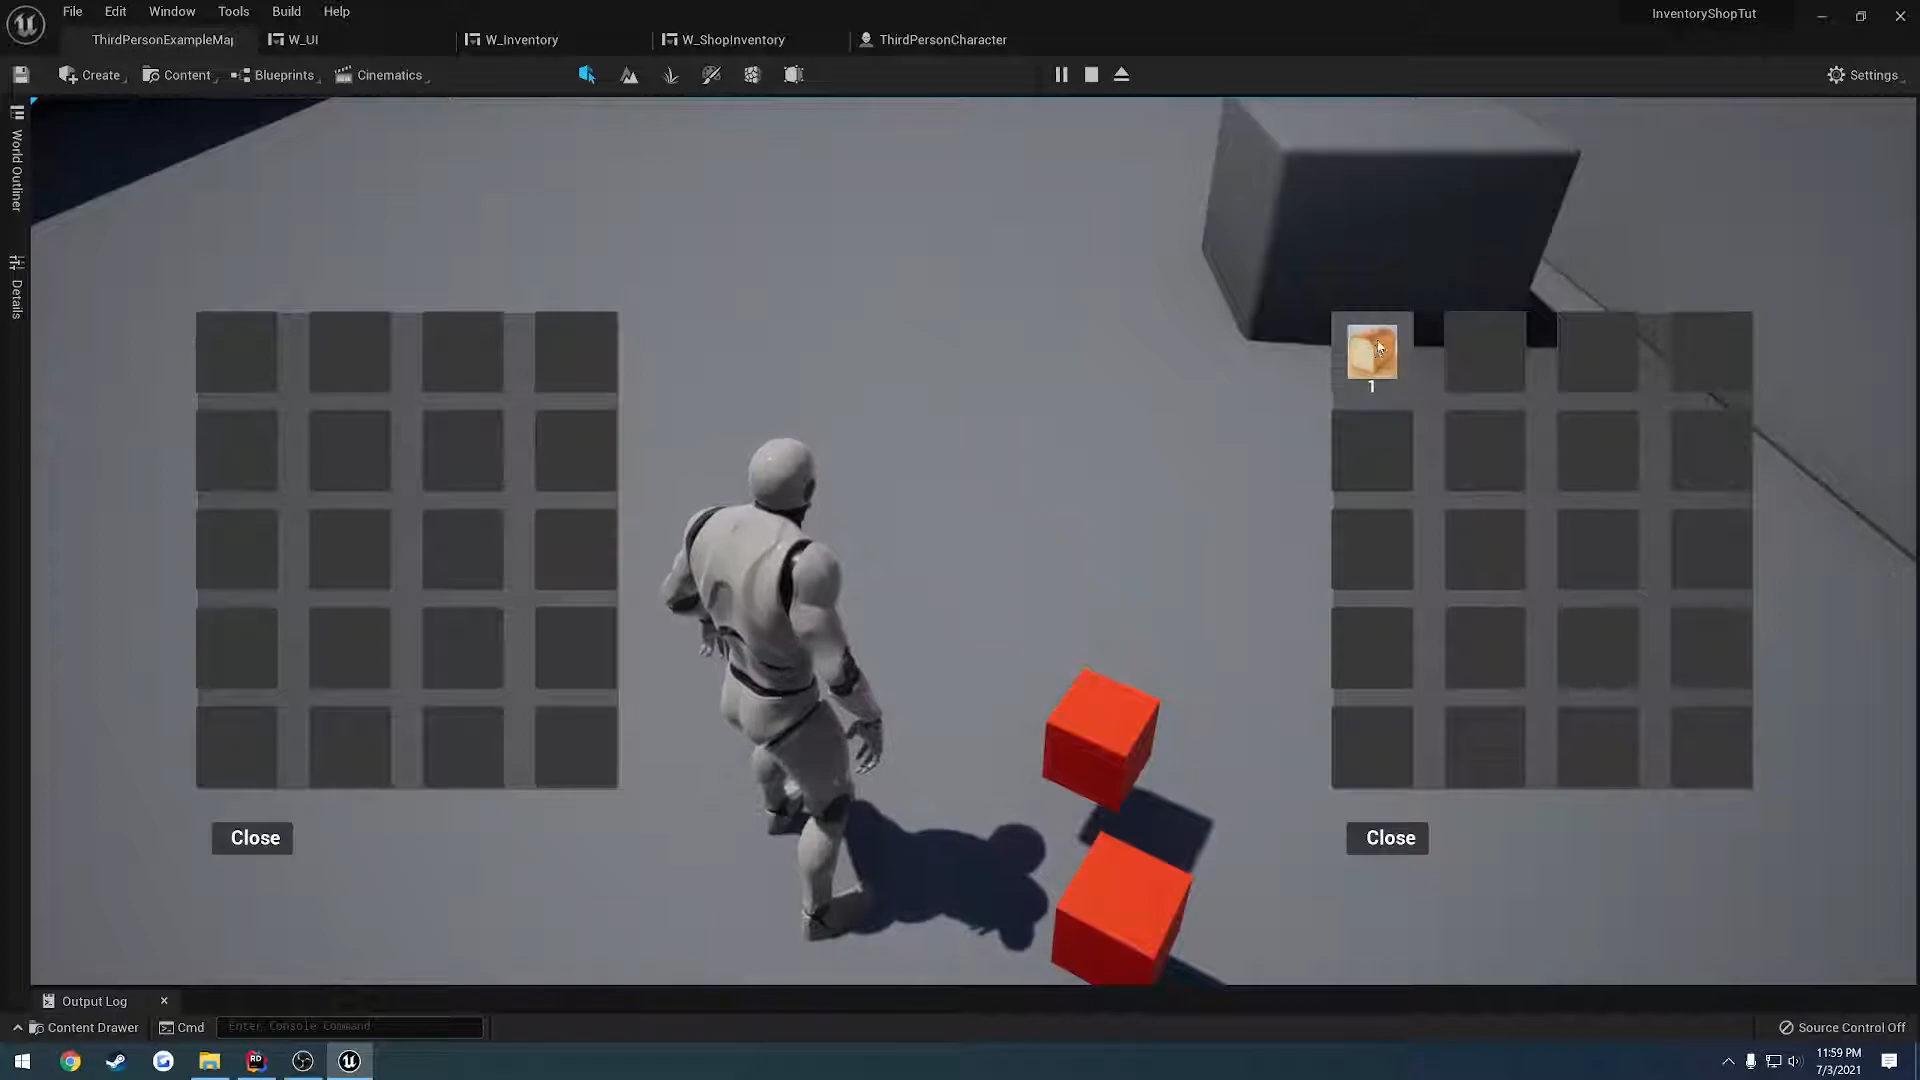 File Edit Window Tools Build Help
InventoryShopTut
ThirdPersonExampleMap
W_UI
W_Inventory
W_ShopInventory
ThirdPersonCharacter
Create
Content
Blueprints
Cinematics
Settings
World Outliner
Details
1
Close
Close
Output Log
Content Drawer
Cmd
Enter Console Command
Source Control Off
RD
11:59 PM
7/3/2021